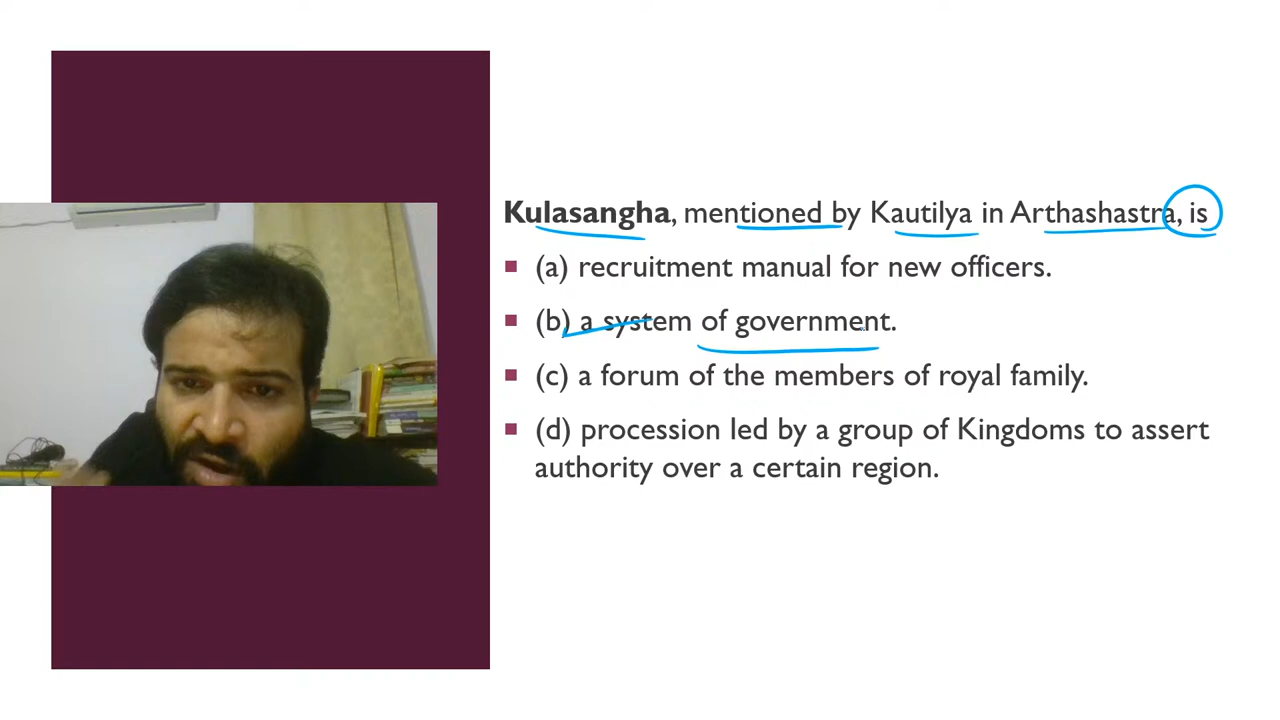 Kulasangha, mentioned by Kautilya in Arthashastra, is
(a) recruitment manual for new officers.
(b) a system of government.
(c) a forum of the members of royal family.
(d) procession led by a group of Kingdoms to assert
authority over a certain region.